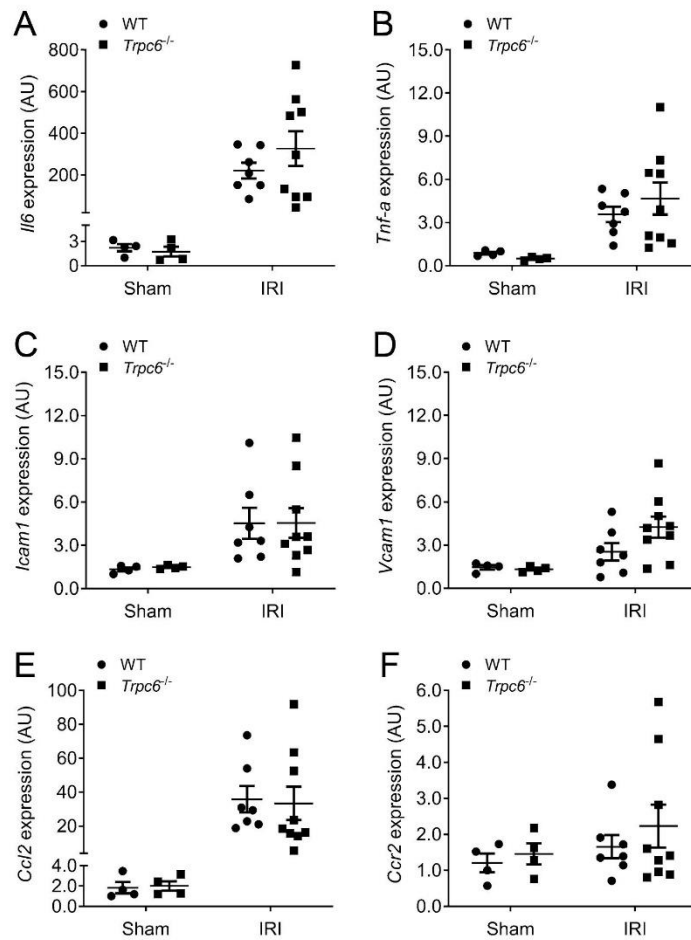 A
WT
Trpc6-/-
Il6 expression (AU)
800
600
400
200
3
0
Sham
IRI
B
WT
Trpc6-/-
Tnf-a expression (AU)
15.0
12.0
9.0
6.0
3.0
0.0
Sham
IRI
C
WT
Trpc6-/-
Icam1 expression (AU)
15.0
12.0
9.0
6.0
3.0
0.0
Sham
IRI
D
WT
Trpc6-/-
Vcam1 expression (AU)
15.0
12.0
9.0
6.0
3.0
0.0
Sham
IRI
E
WT
Trpc6-/-
Ccl2 expression (AU)
100
80
60
40
20
4.0
2.0
0.0
Sham
IRI
F
WT
Trpc6-/-
Ccr2 expression (AU)
6.0
5.0
4.0
3.0
2.0
1.0
0.0
Sham
IRI